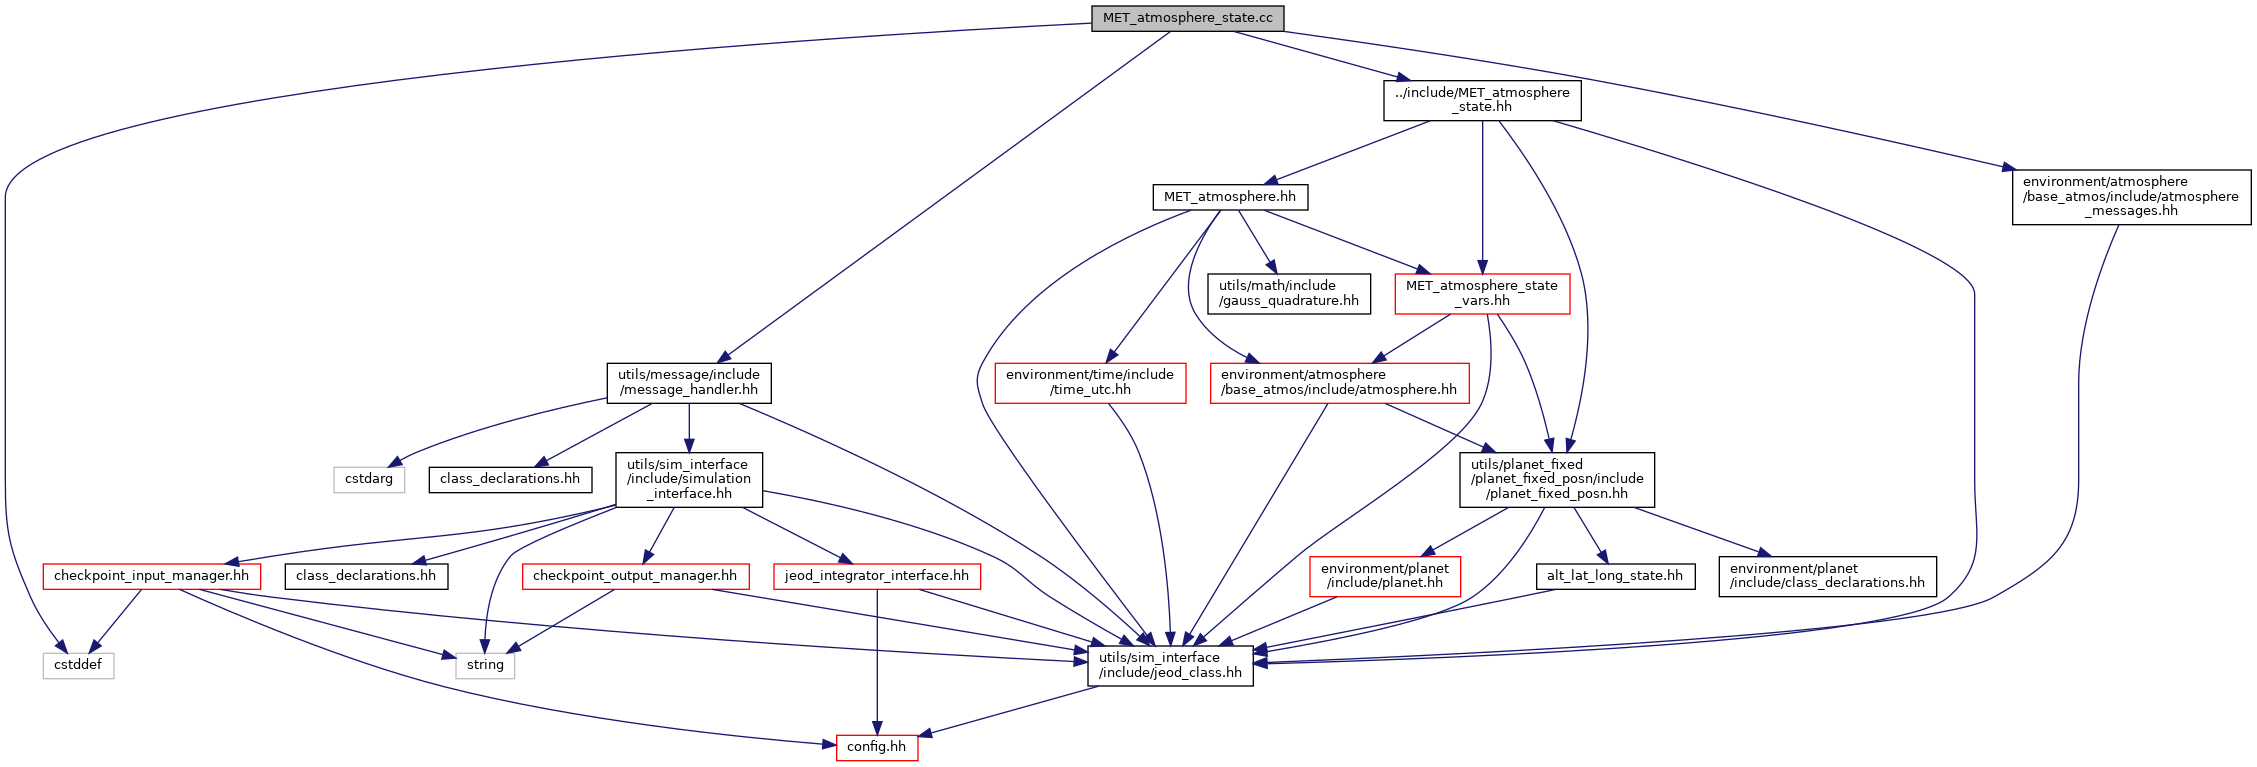 MET_atmosphere_state.cc
../include/MET_atmosphere
_state.hh
environment/atmosphere
/base_atmos/include/atmosphere
_messages.hh
MET_atmosphere.hh
utils/math/include
/gauss_quadrature.hh
MET_atmosphere_state
_vars.hh
utils/message/include
/message_handler.hh
environment/time/include
/time_utc.hh
environment/atmosphere
/base_atmos/include/atmosphere.hh
cstdarg
class_declarations.hh
utils/sim_interface
/include/simulation
_interface.hh
utils/planet_fixed
/planet_fixed_posn/include
/planet_fixed_posn.hh
checkpoint_input_manager.hh
class_declarations.hh
checkpoint_output_manager.hh
jeod_integrator_interface.hh
environment/planet
/include/planet.hh
alt_lat_long_state.hh
environment/planet
/include/class_declarations.hh
cstddef
string
utils/sim_interface
/include/jeod_class.hh
config.hh